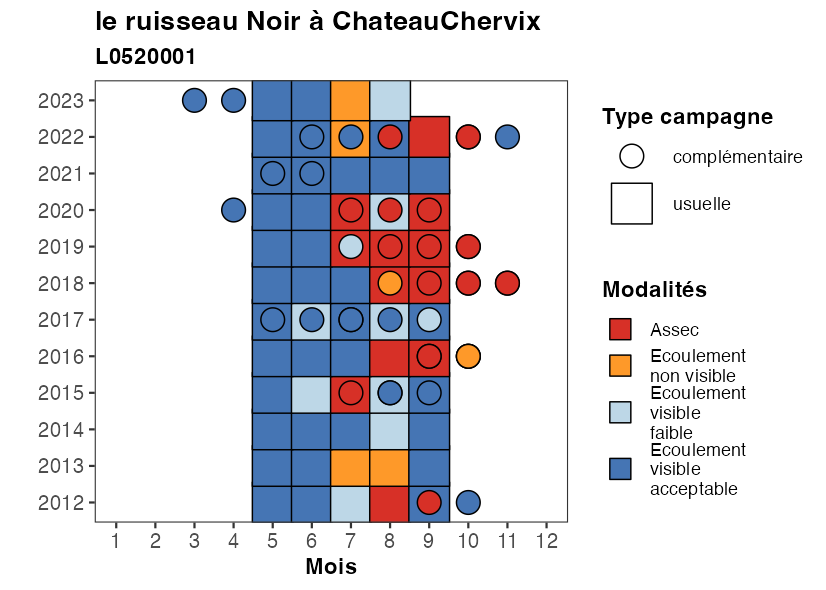 le ruisseau Noir à ChateauChervix
L0520001
2023
2022
2021
2020
2019
2018
2017
2016
2015
2014
2013
2012
1 2 3 4 5 6 7 8 9 10 11 12
Mois
Type campagne
complémentaire
usuelle
Modalités
Assec
Ecoulement
non visible
Ecoulement
visible
faible
Ecoulement
visible
acceptable